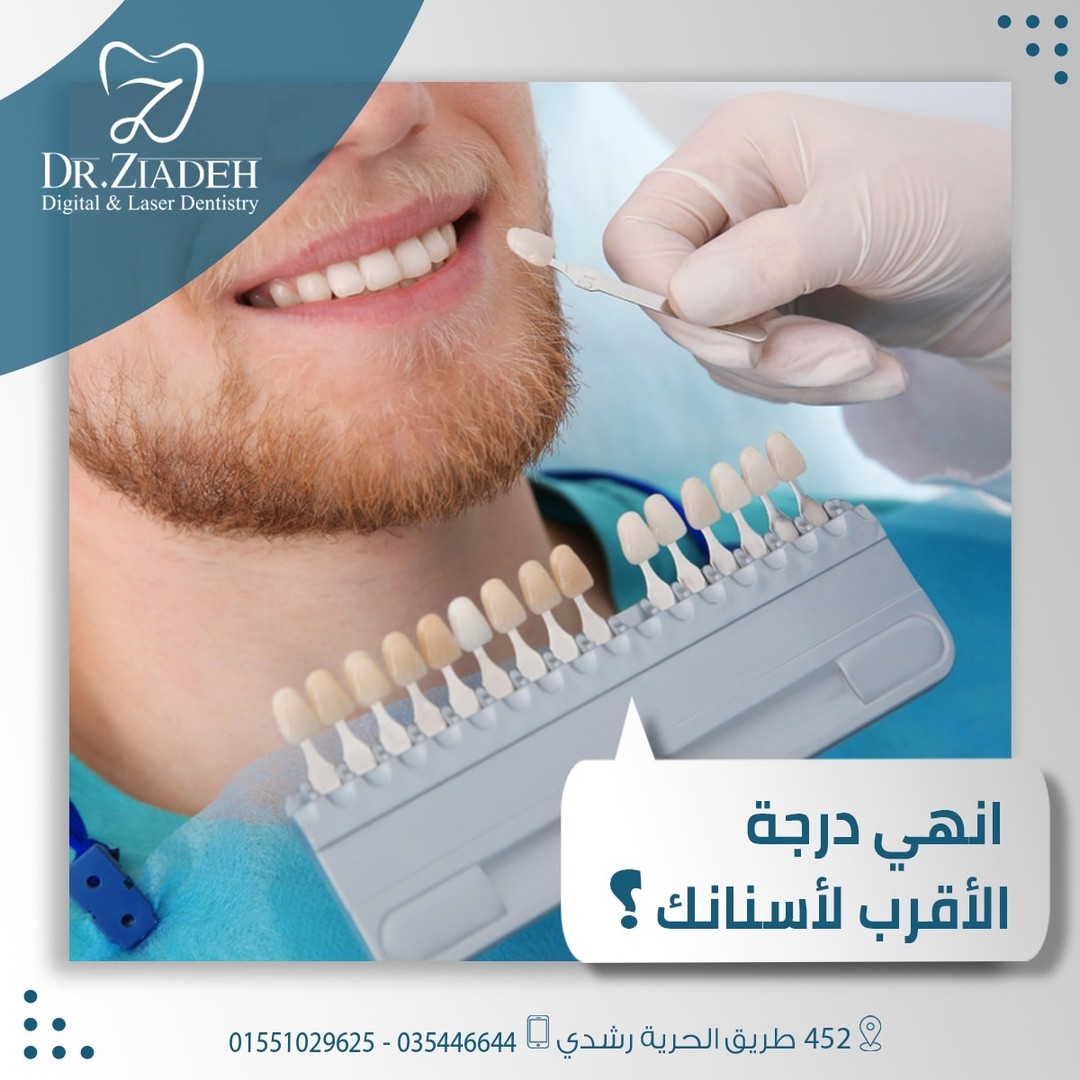 DR.ZIADEH
Digital & Laser Dentistry
انهي درجة
الأقرب لأسنانك ؟
452 طريق الحرية رشدي 035446644 - 01551029625